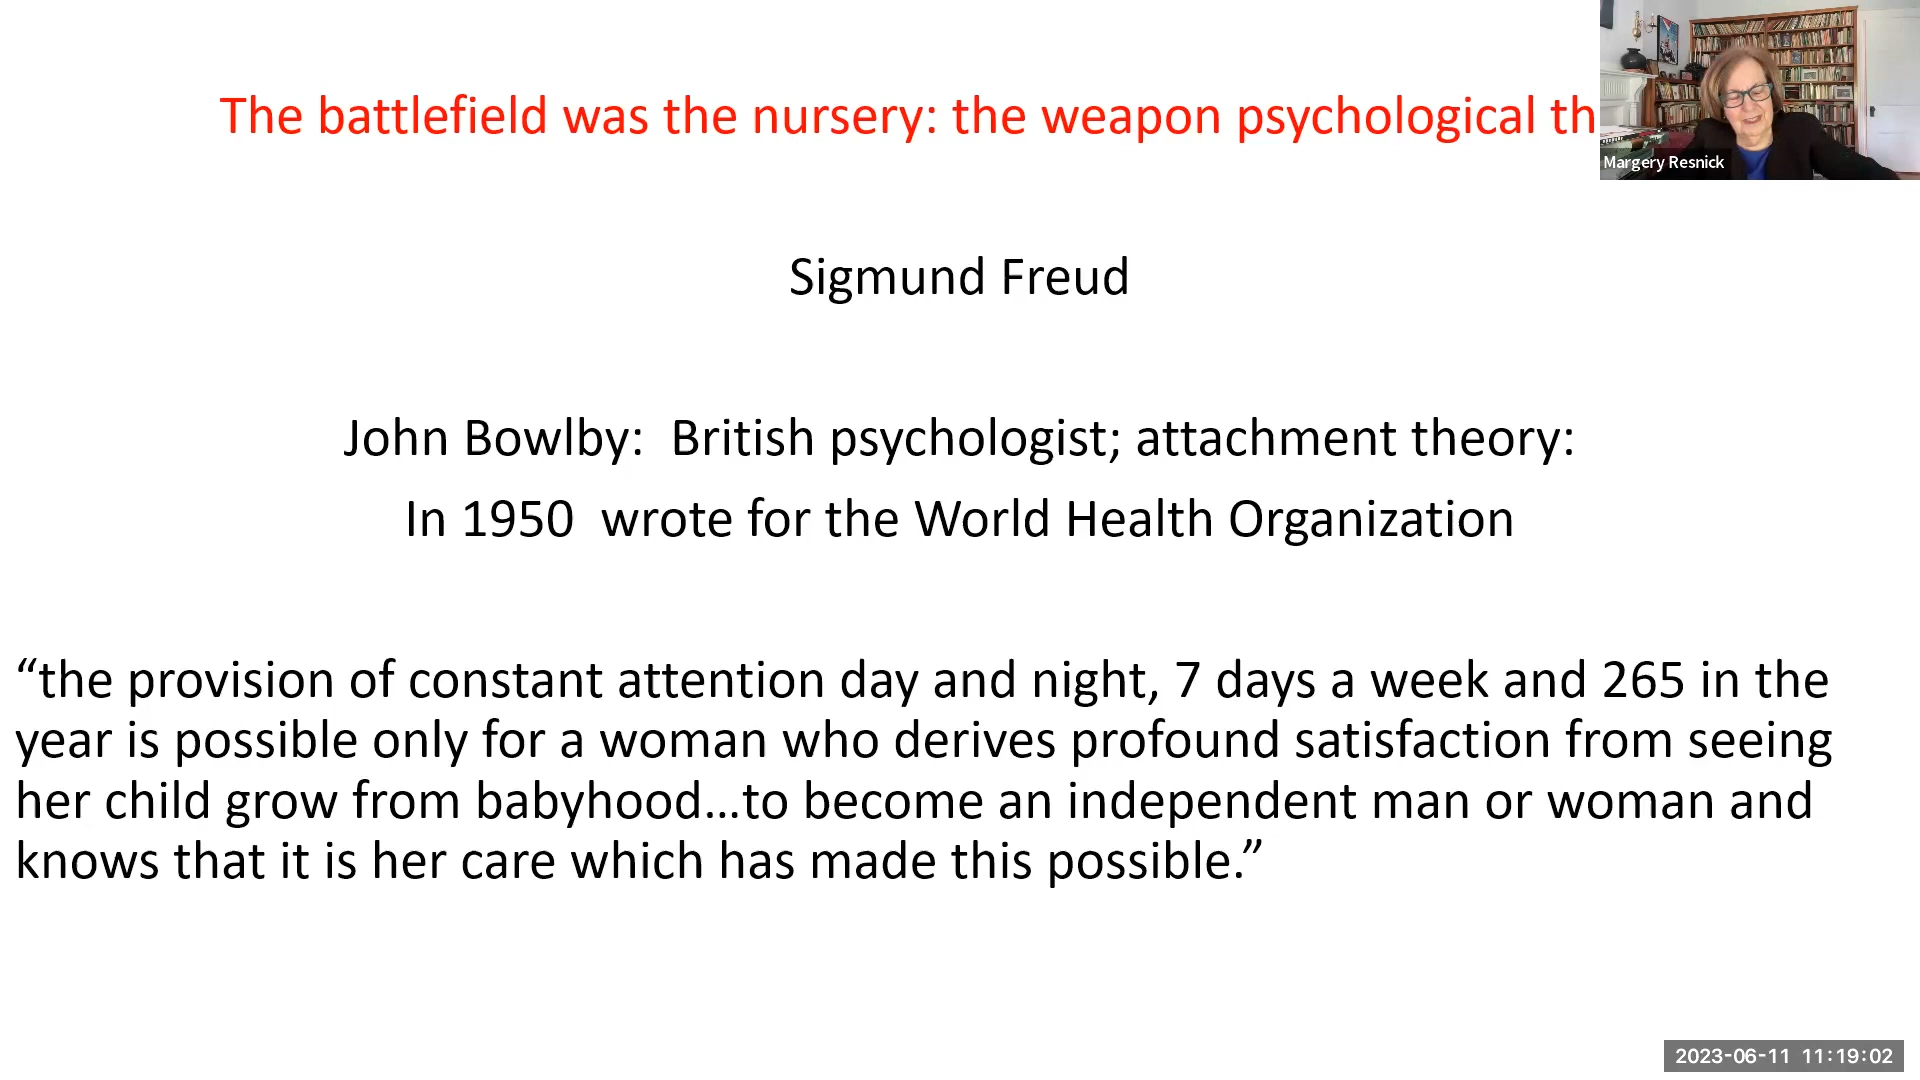 The battlefield was the nursery: the weapon psychological th
Margery Resnick
Sigmund Freud
John Bowlby:  British psychologist; attachment theory:
In 1950  wrote for the World Health Organization
“the provision of constant attention day and night, 7 days a week and 265 in the
year is possible only for a woman who derives profound satisfaction from seeing
her child grow from babyhood…to become an independent man or woman and
knows that it is her care which has made this possible.”
2023-06-11  11:19:02